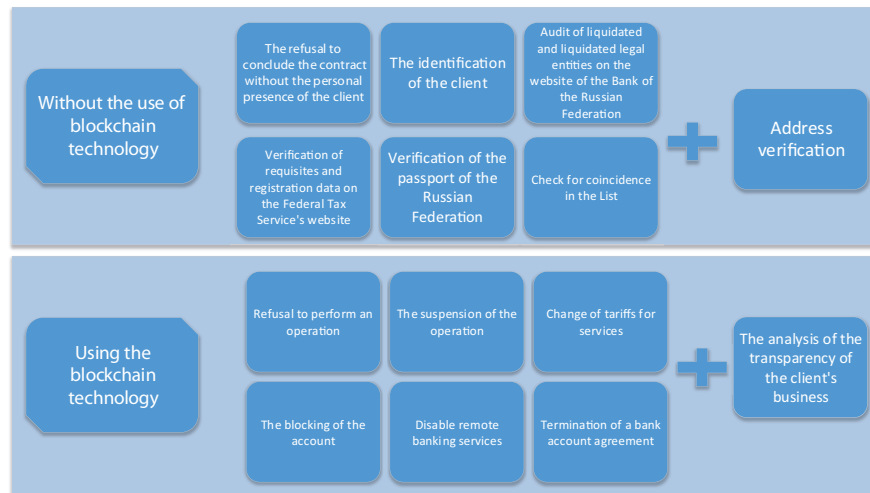 Without the use of
blockchain
technology
The refusal to
conclude the contract
without the personal
presence of the client
The identification
of the client
Audit of liquidated
and liquidated legal
entities on the
website of the Bank of
the Russian
Federation
Verification of
requisites and
registration data on
the Federal Tax
Service's website
Verification of the
passport of the
Russian
Federation
Check for coincidence
in the List
Address
verification
Using the
blockchain
technology
Refusal to perform an
operation
The suspension of the
operation
Change of tariffs for
services
The blocking of the
account
Disable remote
banking services
Termination of a bank
account agreement
The analysis of the
transparency of
the client's
business